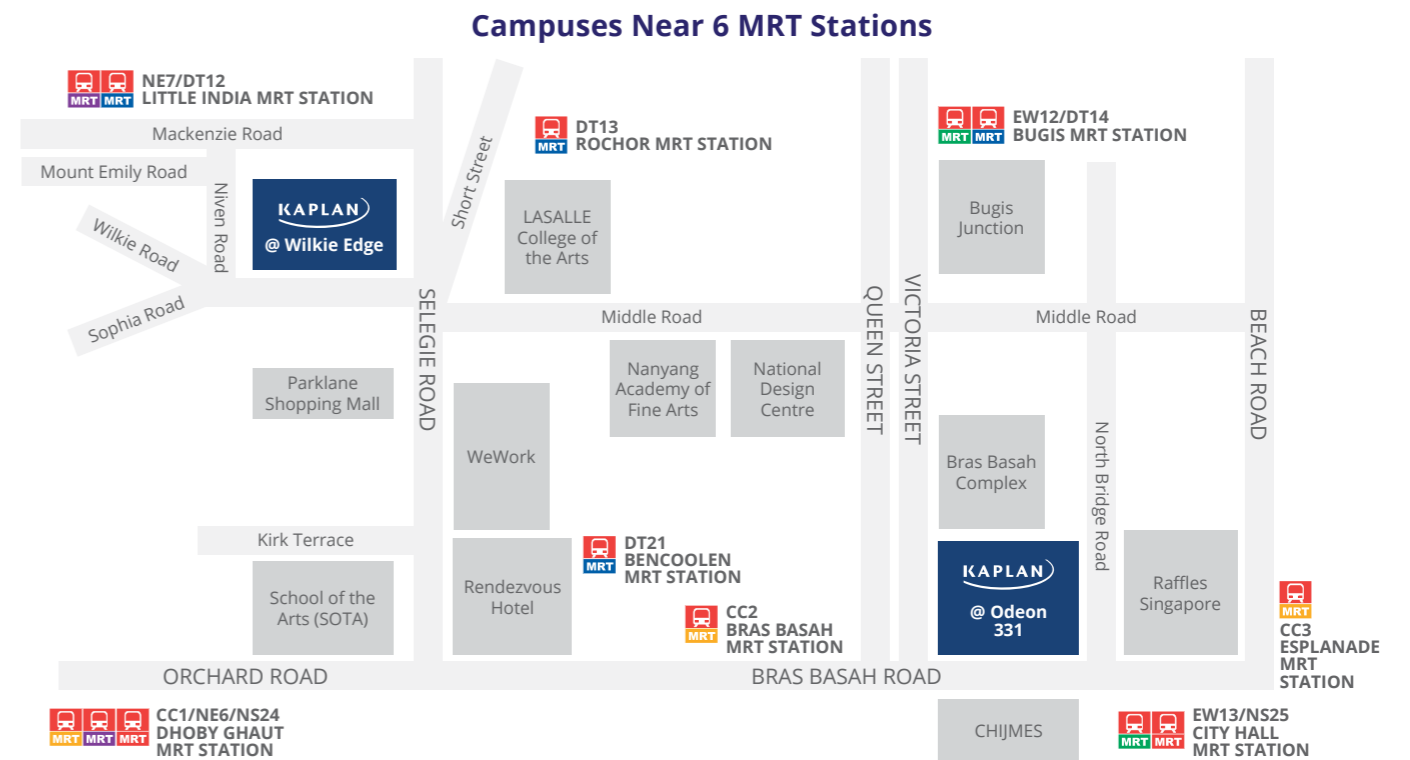 Campuses Near 6 MRT Stations
MRT MRT
NE7/DT12
LITTLE INDIA MRT STATION
Mackenzie Road
Mount Emily Road
Niven Road
Wilkie Road
Sophia Road
KAPLAN
@ Wilkie Edge
Short Street
MRT
DT13
ROCHOR MRT STATION
LASALLE
College of
the Arts
MRT MRT
EW12/DT14
BUGIS MRT STATION
Bugis
Junction
SELEGIE ROAD
Middle Road
QUEEN STREET
VICTORIA STREET
Middle Road
BEACH ROAD
Parklane
Shopping Mall
WeWork
Nanyang
Academy of
Fine Arts
National
Design
Centre
Bras Basah
Complex
North Bridge Road
Kirk Terrace
School of the
Arts (SOTA)
Rendezvous
Hotel
MRT
DT21
BENCOOLEN
MRT STATION
MRT
CC2
BRAS BASAH
MRT STATION
KAPLAN
@ Odeon
331
Raffles
Singapore
MRT
CC3
ESPLANADE
MRT
STATION
ORCHARD ROAD
BRAS BASAH ROAD
MRT MRT MRT
CC1/NE6/NS24
DHOBY GHAUT
MRT STATION
CHIJMES
MRT MRT
EW13/NS25
CITY HALL
MRT STATION